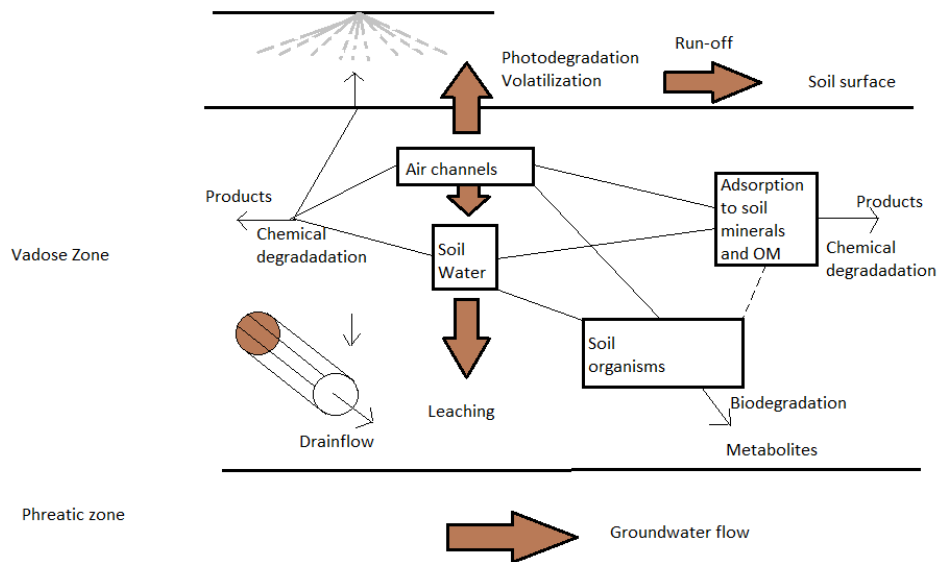 Photodegradation
Volatilization
Run-off
Soil surface
Air channels
Products
Chemical
degradadation
Adsorption
to soil
minerals
and OM
Products
Chemical
degradadation
Vadose Zone
Soil
Water
Soil
organisms
Biodegradation
Metabolites
Leaching
Drainflow
Phreatic zone
Groundwater flow